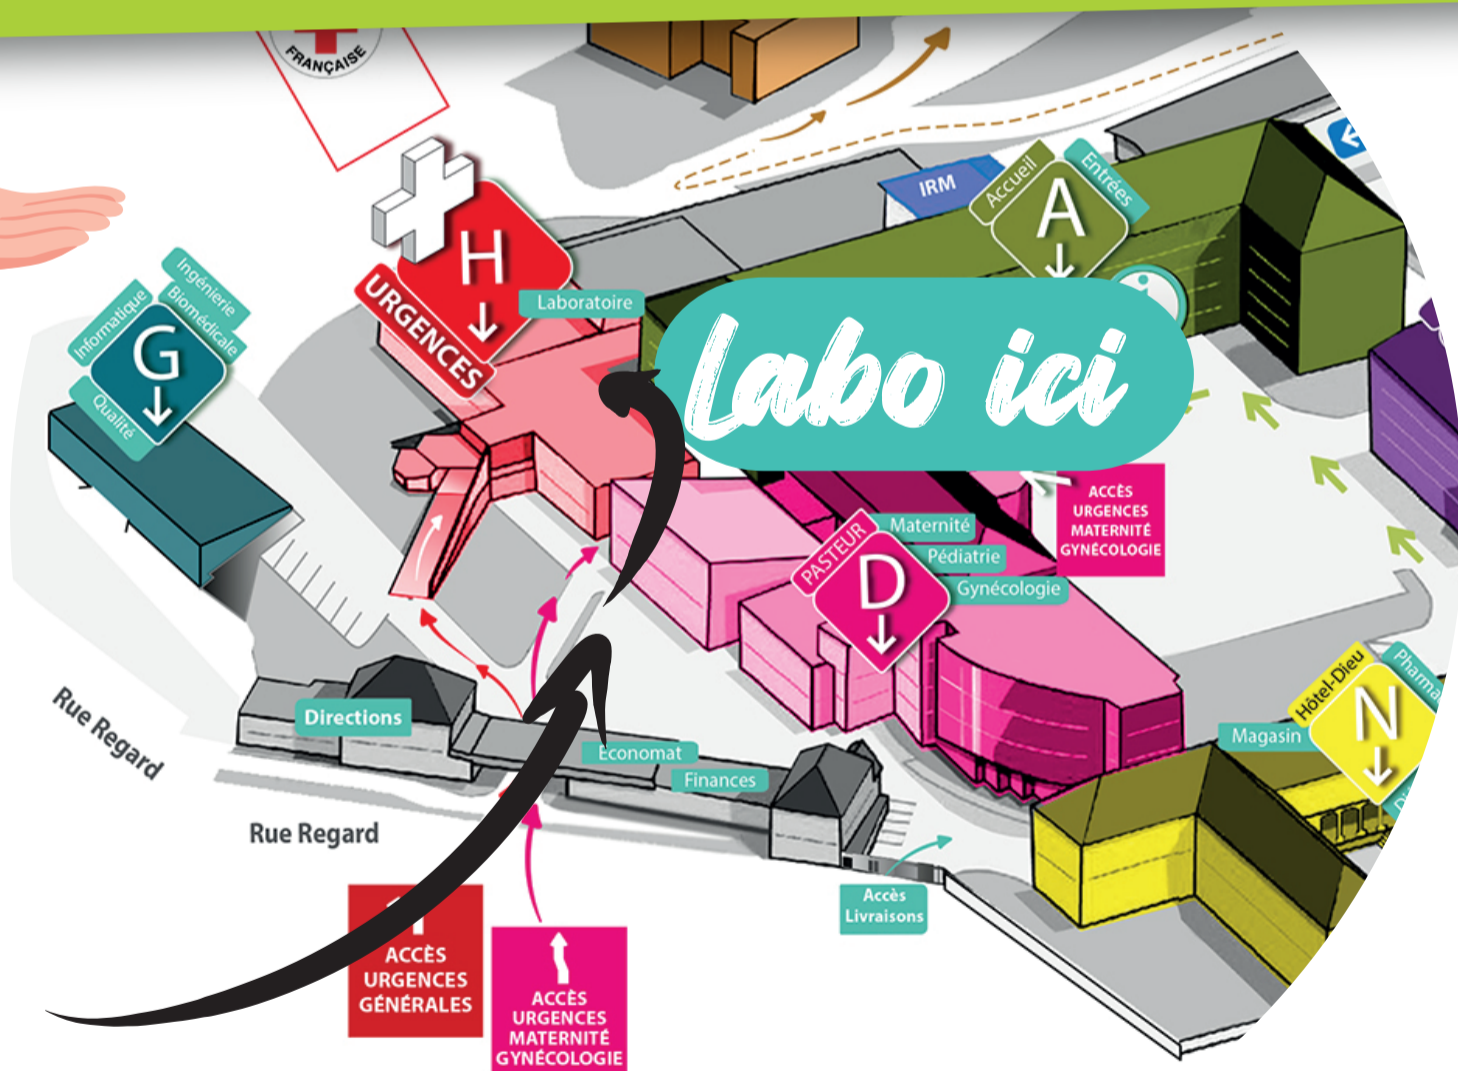 FRANÇAISE
IRM
Accueil
Entrées
A
H
URGENCES
Laboratoire
Ingénierie
Biomédicale
Informatique
G
Qualité
Labo ici
ACCÈS
URGENCES
MATERNITÉ
GYNÉCOLOGIE
PASTEUR
D
Maternité
Pédiatrie
Gynécologie
Hôtel-Dieu
N
Magasin
Directions
Economat
Finances
Rue Regard
Rue Regard
Accès
Livraisons
ACCÈS
URGENCES
GÉNÉRALES
ACCÈS
URGENCES
MATERNITÉ
GYNÉCOLOGIE